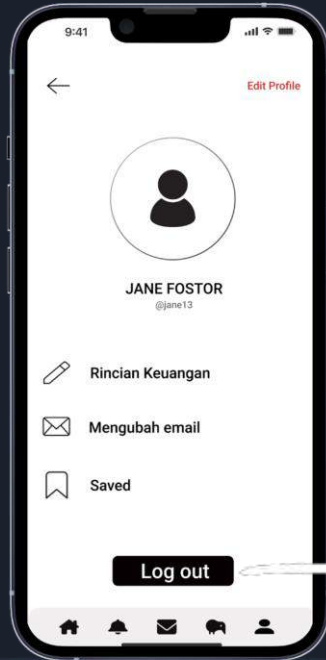 9:41
Edit Profile
JANE FOSTOR
@jane13
Rincian Keuangan
Mengubah email
Saved
Log out